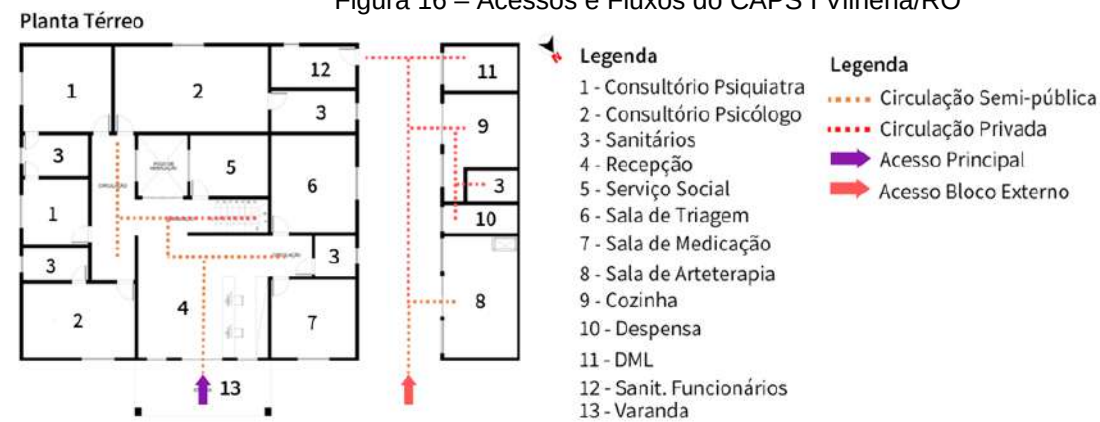 Figura 16 – Acessos e Fluxos do CAPS I Vilhena/RO
Planta Térreo
1
2
12
3
3
5
6
1
3
3
2
4
7
13
CIRCULAÇÃO
CIRCULAÇÃO
11
9
3
10
8
Legenda
1 - Consultório Psiquiatra
2 - Consultório Psicólogo
3 - Sanitários
4 - Recepção
5 - Serviço Social
6 - Sala de Triagem
7 - Sala de Medicação
8 - Sala de Arteterapia
9 - Cozinha
10 - Despensa
11 - DML
12 - Sanit. Funcionários
13 - Varanda
Legenda
Circulação Semi-pública
Circulação Privada
Acesso Principal
Acesso Bloco Externo